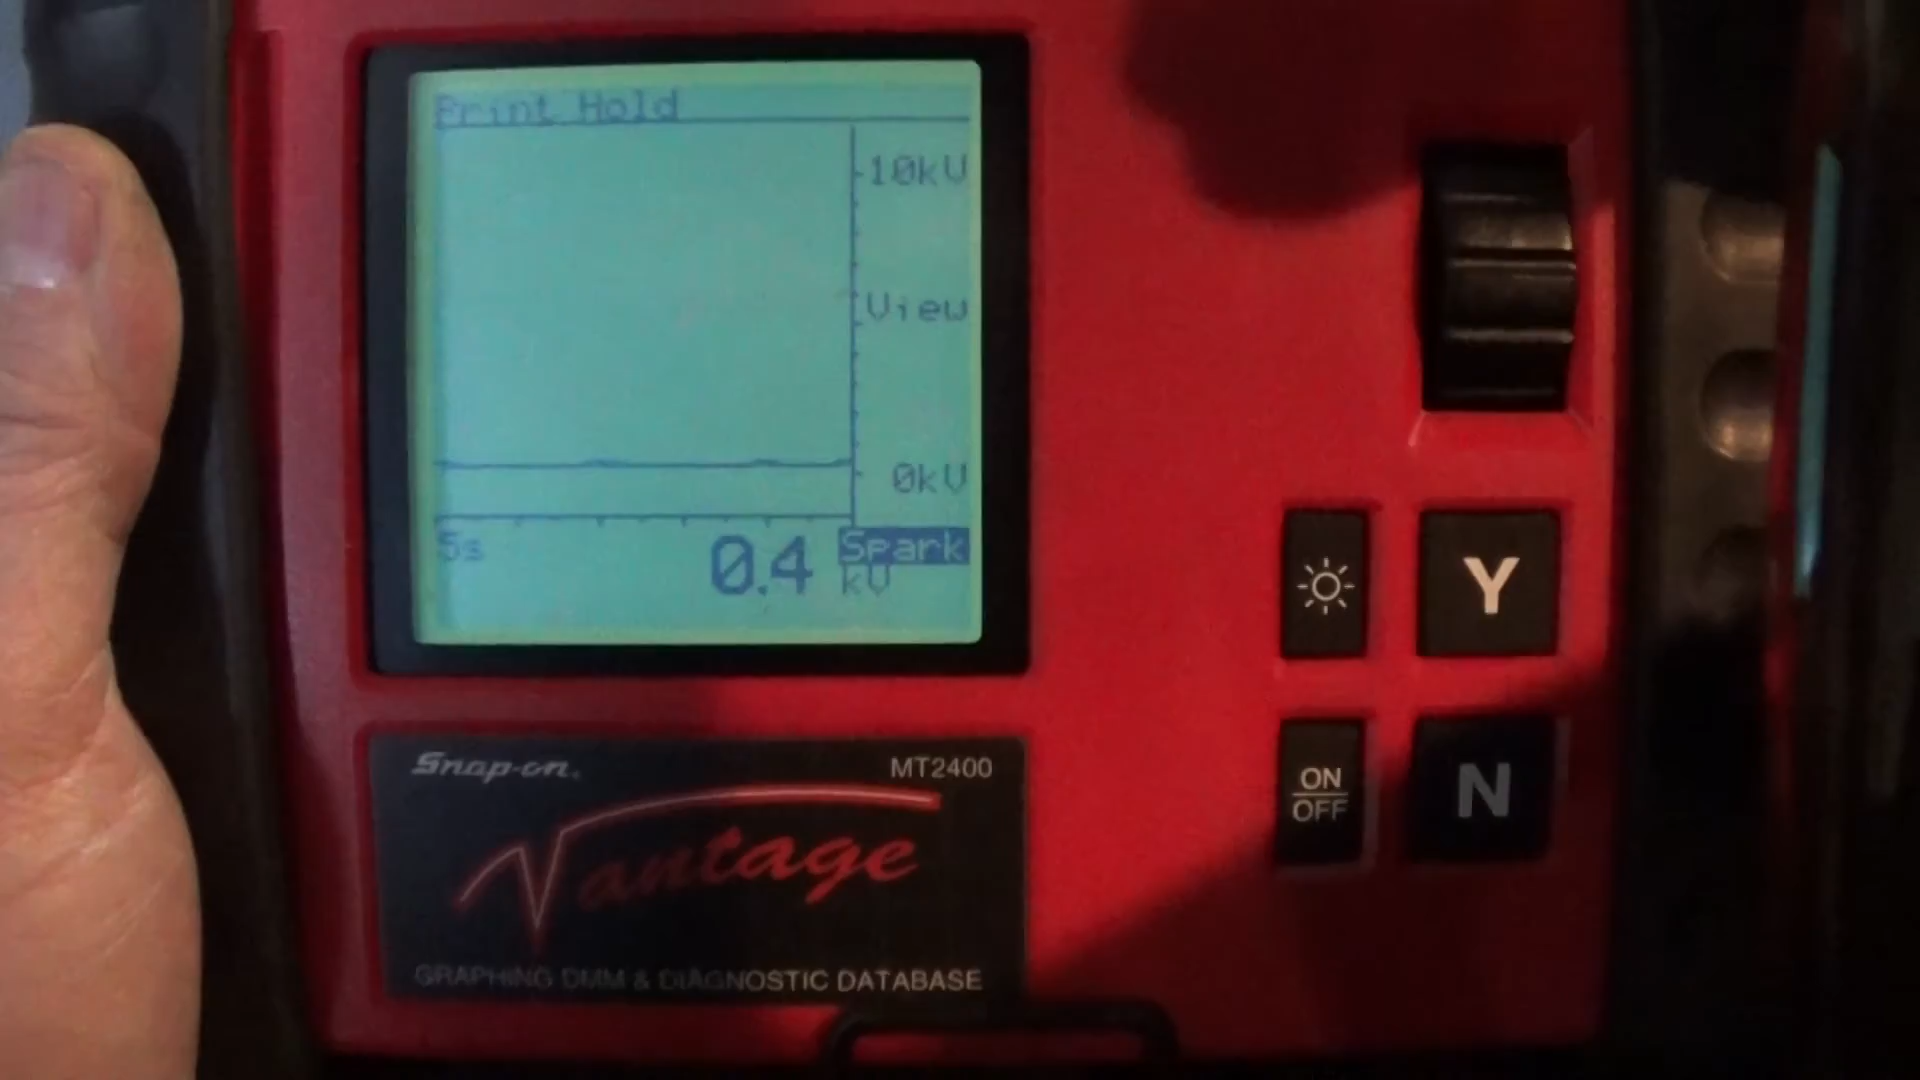 Print Hold
10kV
View
0kV
5s
0.4
Spark
kV
Y
ON
OFF
N
Snap-on
MT2400
Vantage
GRAPHING DMM & DIAGNOSTIC DATABASE